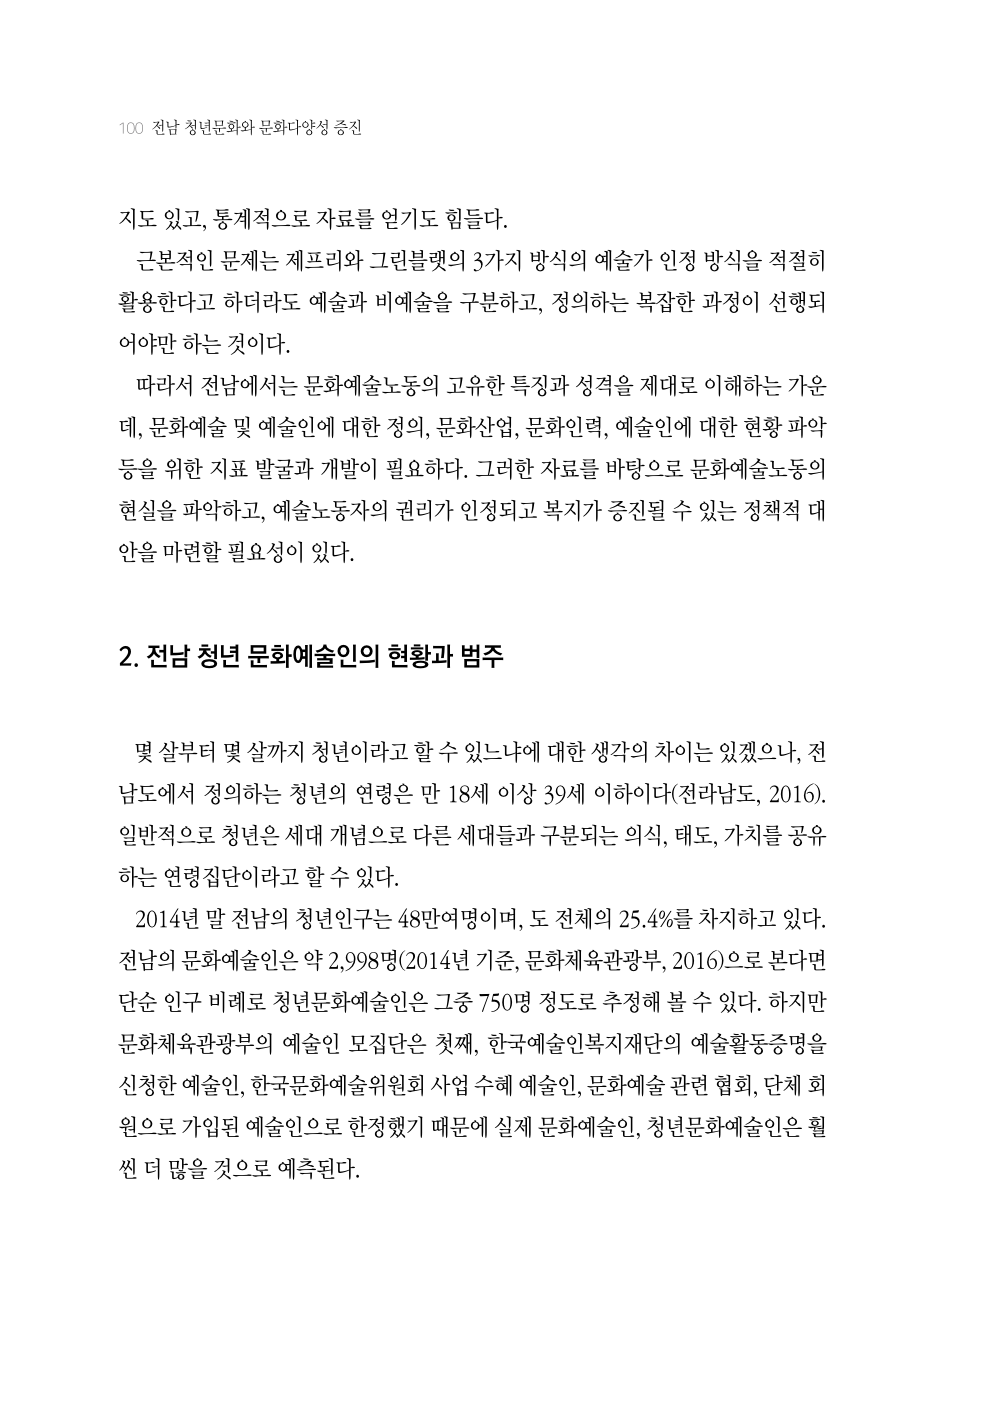 100 전남 청년문화와 문화다양성 증진
지도 있고, 통계적으로 자료를 얻기도 힘들다.
근본적인 문제는 제프리와 그린블랫의 3가지 방식의 예술가 인정 방식을 적절히
활용한다고 하더라도 예술과 비예술을 구분하고, 정의하는 복잡한 과정이 선행되
어야만 하는 것이다.
따라서 전남에서는 문화예술노동의 고유한 특징과 성격을 제대로 이해하는 가운
데, 문화예술 및 예술인에 대한 정의, 문화산업, 문화인력, 예술인에 대한 현황 파악
등을 위한 지표 발굴과 개발이 필요하다. 그러한 자료를 바탕으로 문화예술노동의
현실을 파악하고, 예술노동자의 권리가 인정되고 복지가 증진될 수 있는 정책적 대
안을 마련할 필요성이 있다.
2. 전남 청년 문화예술인의 현황과 범주
몇 살부터 몇 살까지 청년이라고 할 수 있느냐에 대한 생각의 차이는 있겠으나, 전
남도에서 정의하는 청년의 연령은 만 18세 이상 39세 이하이다(전라남도, 2016).
일반적으로 청년은 세대 개념으로 다른 세대들과 구분되는 의식, 태도, 가치를 공유
하는 연령집단이라고 할 수 있다.
2014년 말 전남의 청년인구는 48만여명이며, 도 전체의 25.4%를 차지하고 있다.
전남의 문화예술인은 약 2,998명(2014년 기준, 문화체육관광부, 2016)으로 본다면
단순 인구 비례로 청년문화예술인은 그중 750명 정도로 추정해 볼 수 있다. 하지만
문화체육관광부의 예술인 모집단은 첫째, 한국예술인복지재단의 예술활동증명을
신청한 예술인, 한국문화예술위원회 사업 수혜 예술인, 문화예술 관련 협회, 단체 회
원으로 가입된 예술인으로 한정했기 때문에 실제 문화예술인, 청년문화예술인은 훨
씬 더 많을 것으로 예측된다.